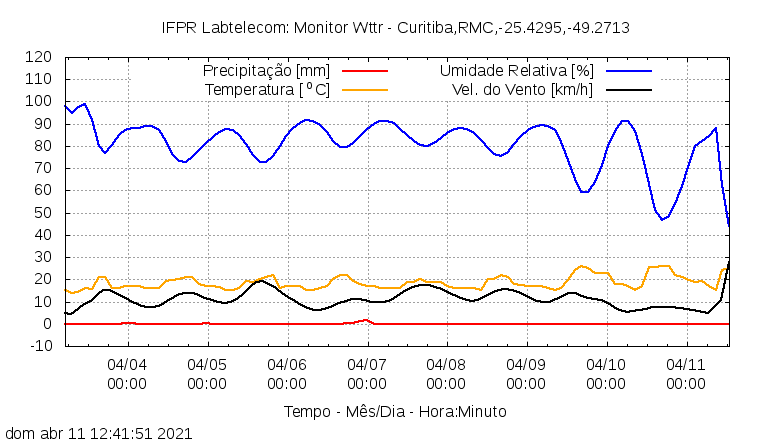 IFPR Labtelecom: Monitor Wttr - Curitiba,RMC,-25.4295,-49.2713
120
110
100
90
80
70
60
50
40
30
20
10
0
-10
Precipitação [mm]
Temperatura [ ⁰C]
Umidade Relativa [%]
Vel. do Vento [km/h]
04/04 04/05 04/06 04/07 04/08 04/09 04/10 04/11
00:00 00:00 00:00 00:00 00:00 00:00 00:00 00:00
Tempo - Mês/Dia - Hora:Minuto
dom abr 11 12:41:51 2021